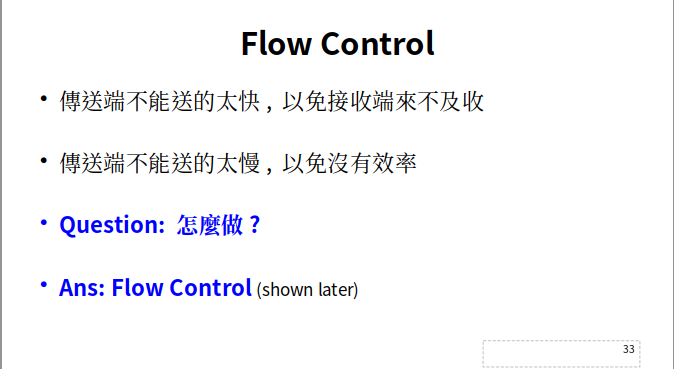 Flow Control
• 傳送端不能送的太快，以免接收端來不及收
• 傳送端不能送的太慢，以免沒有效率
• Question: 怎麼做？
• Ans: Flow Control (shown later)
33